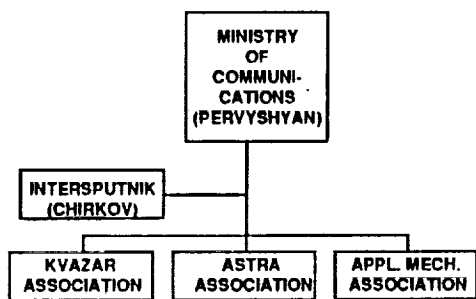 MINISTRY
OF
COMMUNI-
CATIONS
(PERVYSHYAN)
INTERSPUTNIK
(CHIRKOV)
KVAZAR
ASSOCIATION
ASTRA
ASSOCIATION
APPL. MECH.
ASSOCIATION